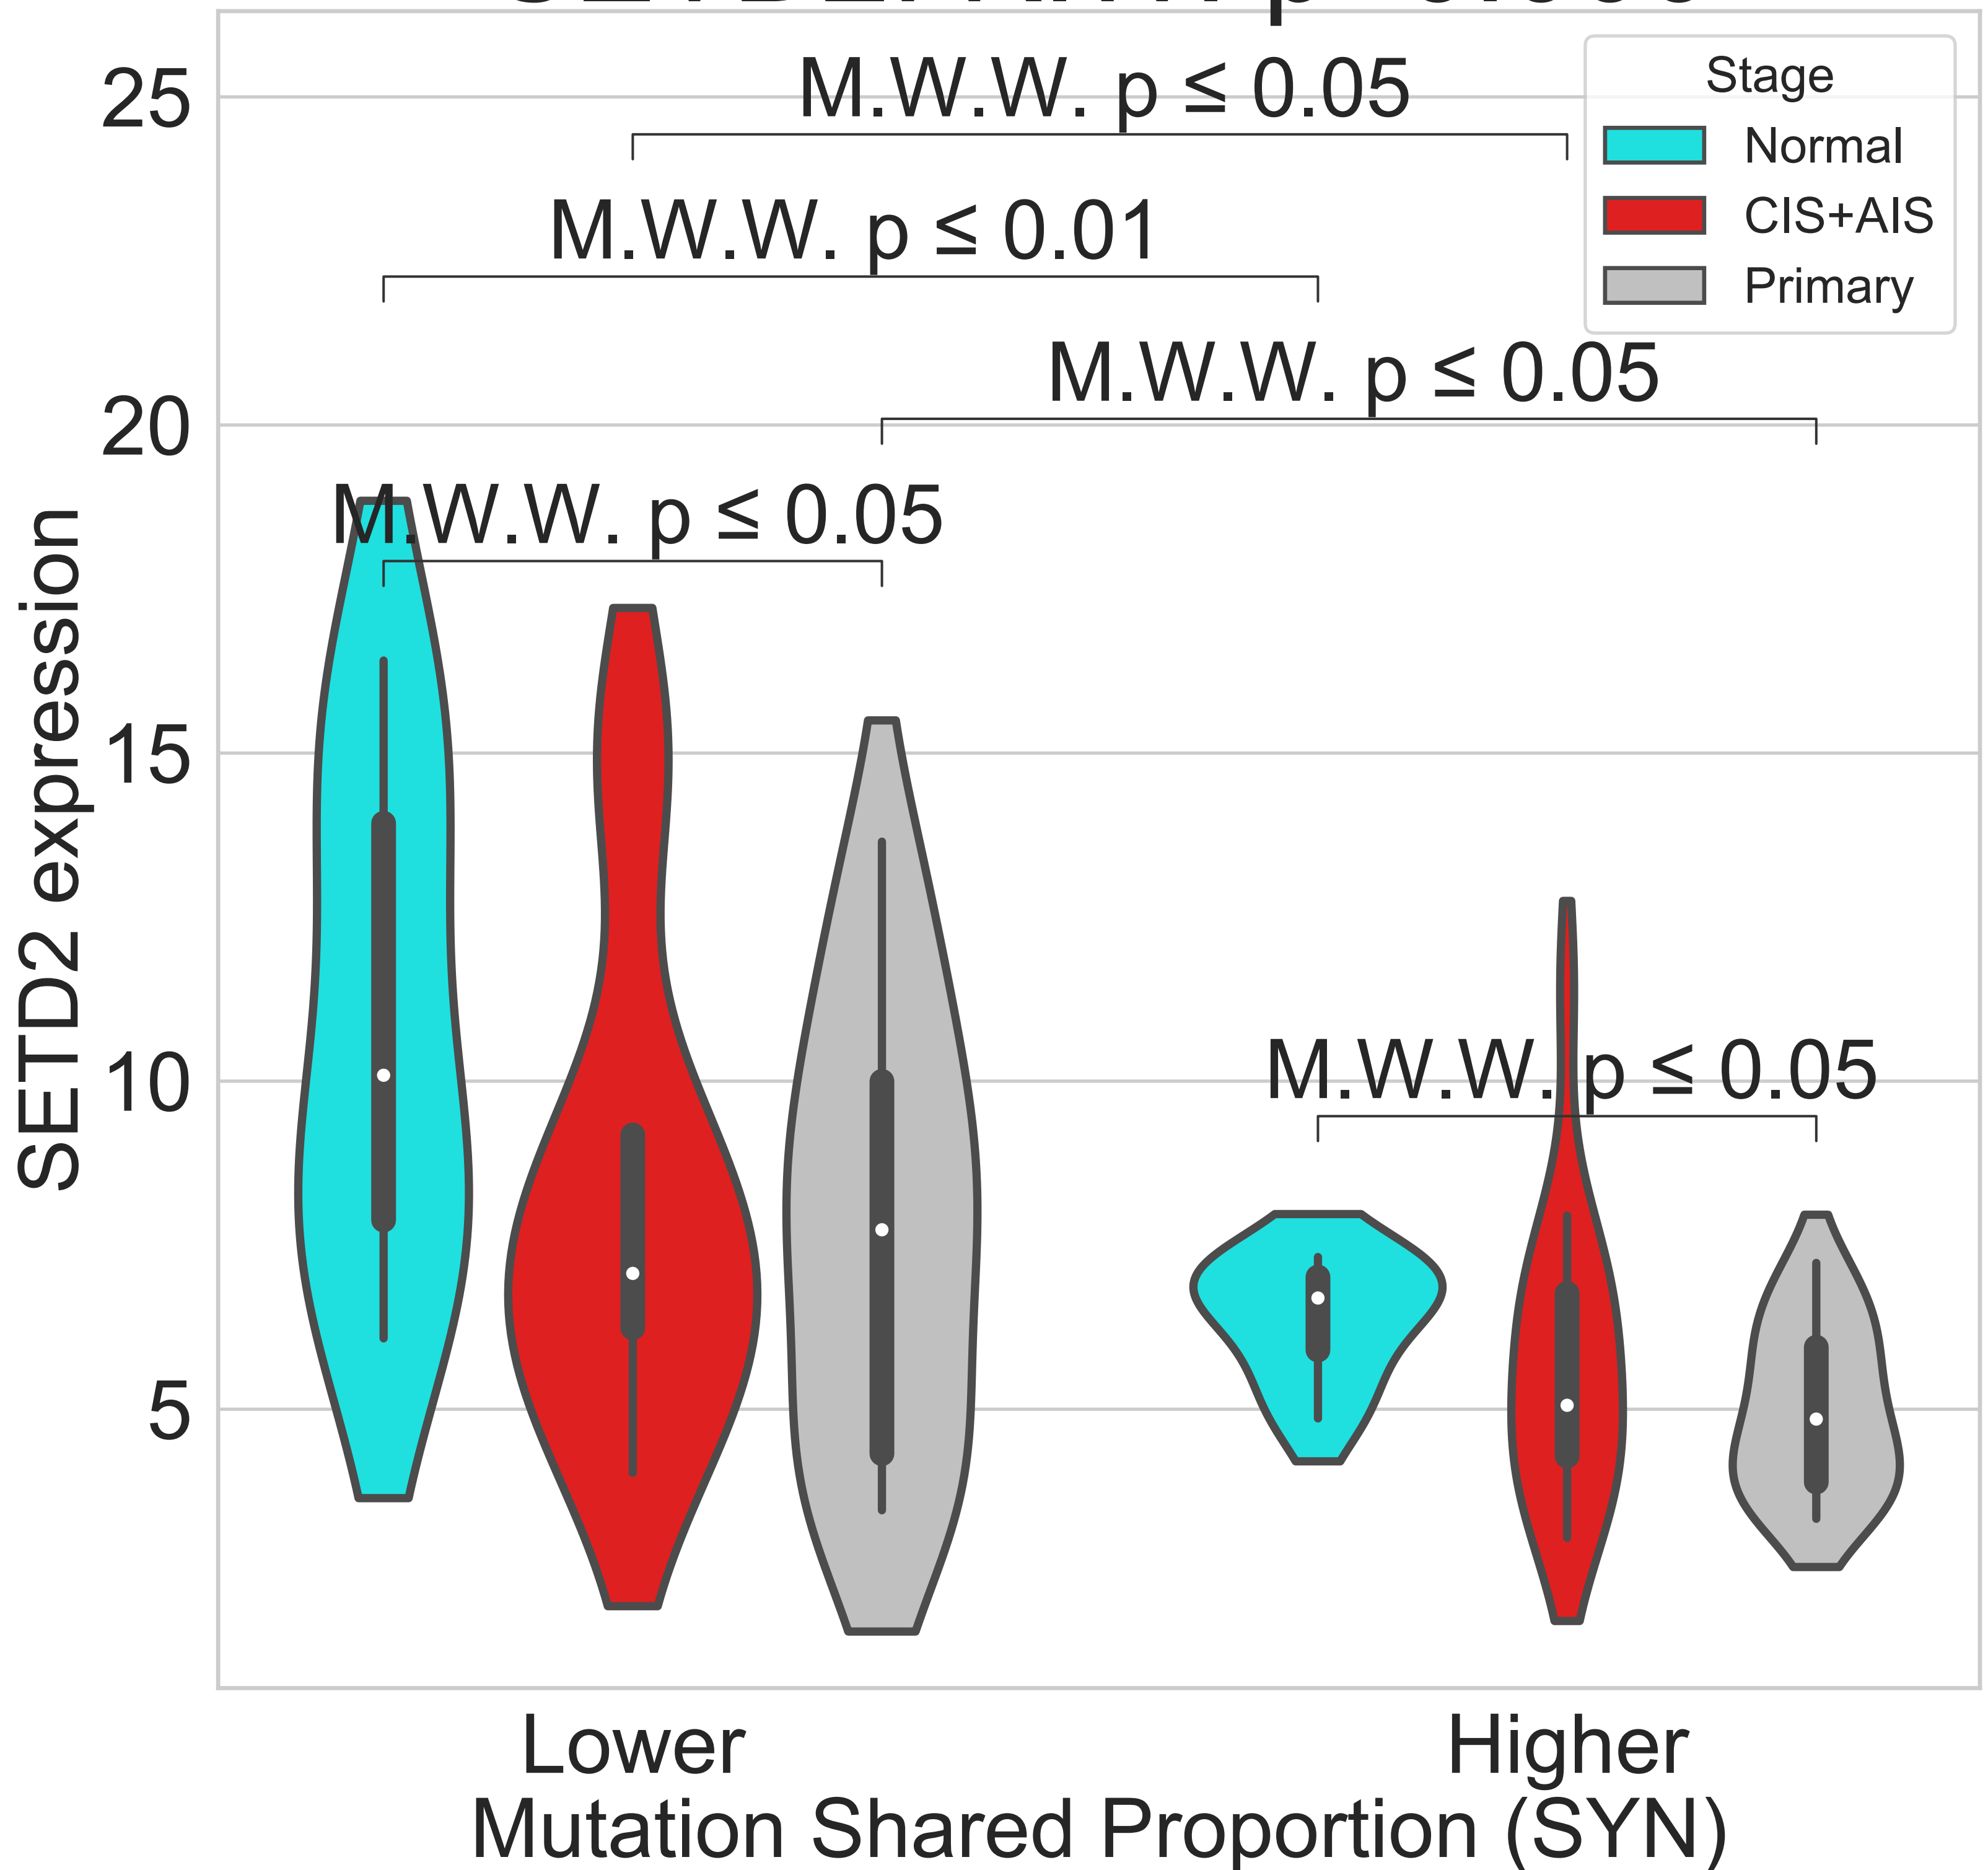 M.W.W. p ≤ 0.05
Stage
Normal
CIS+AIS
Primary
M.W.W. p ≤ 0.01
M.W.W. p ≤ 0.05
M.W.W. p ≤ 0.05
M.W.W. p ≤ 0.05
25
20
15
10
5
SETD2 expression
Lower
Higher
Mutation Shared Proportion (SYN)